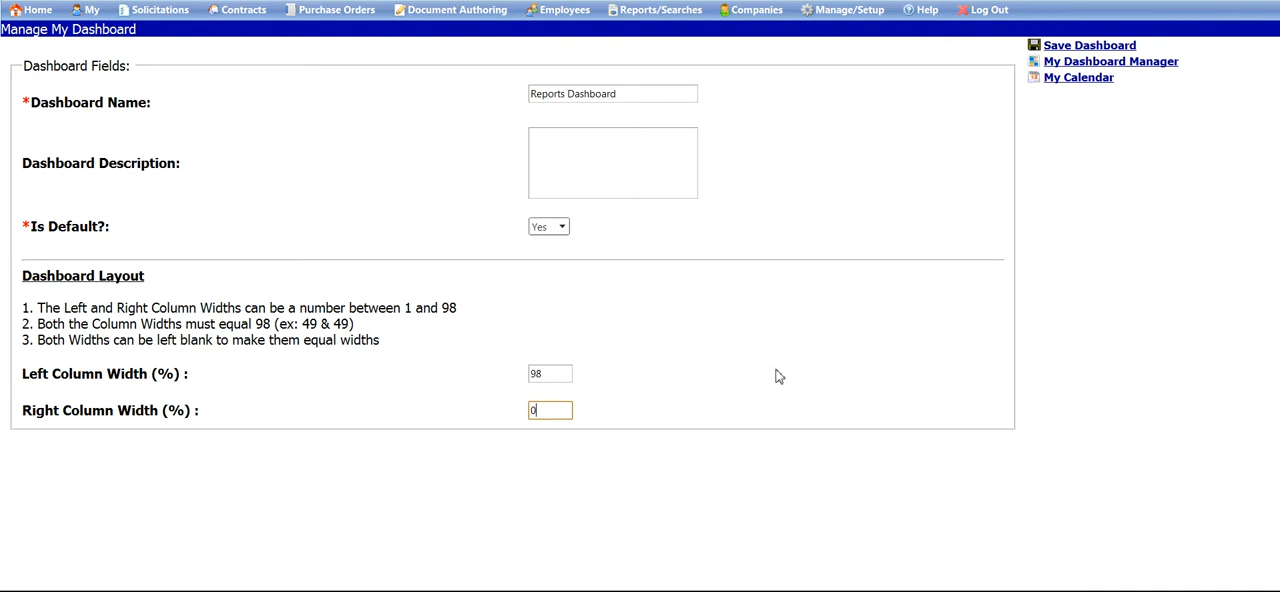 Home My Solicitations Contracts Purchase Orders Document Authoring Employees Reports/Searches Companies Manage/Setup Help Log Out
Manage My Dashboard
Save Dashboard
My Dashboard Manager
My Calendar
Dashboard Fields:
*Dashboard Name:
Reports Dashboard
Dashboard Description:
*Is Default?:
Yes
Dashboard Layout
1. The Left and Right Column Widths can be a number between 1 and 98
2. Both the Column Widths must equal 98 (ex: 49 & 49)
3. Both Widths can be left blank to make them equal widths
Left Column Width (%) :
98
Right Column Width (%) :
0